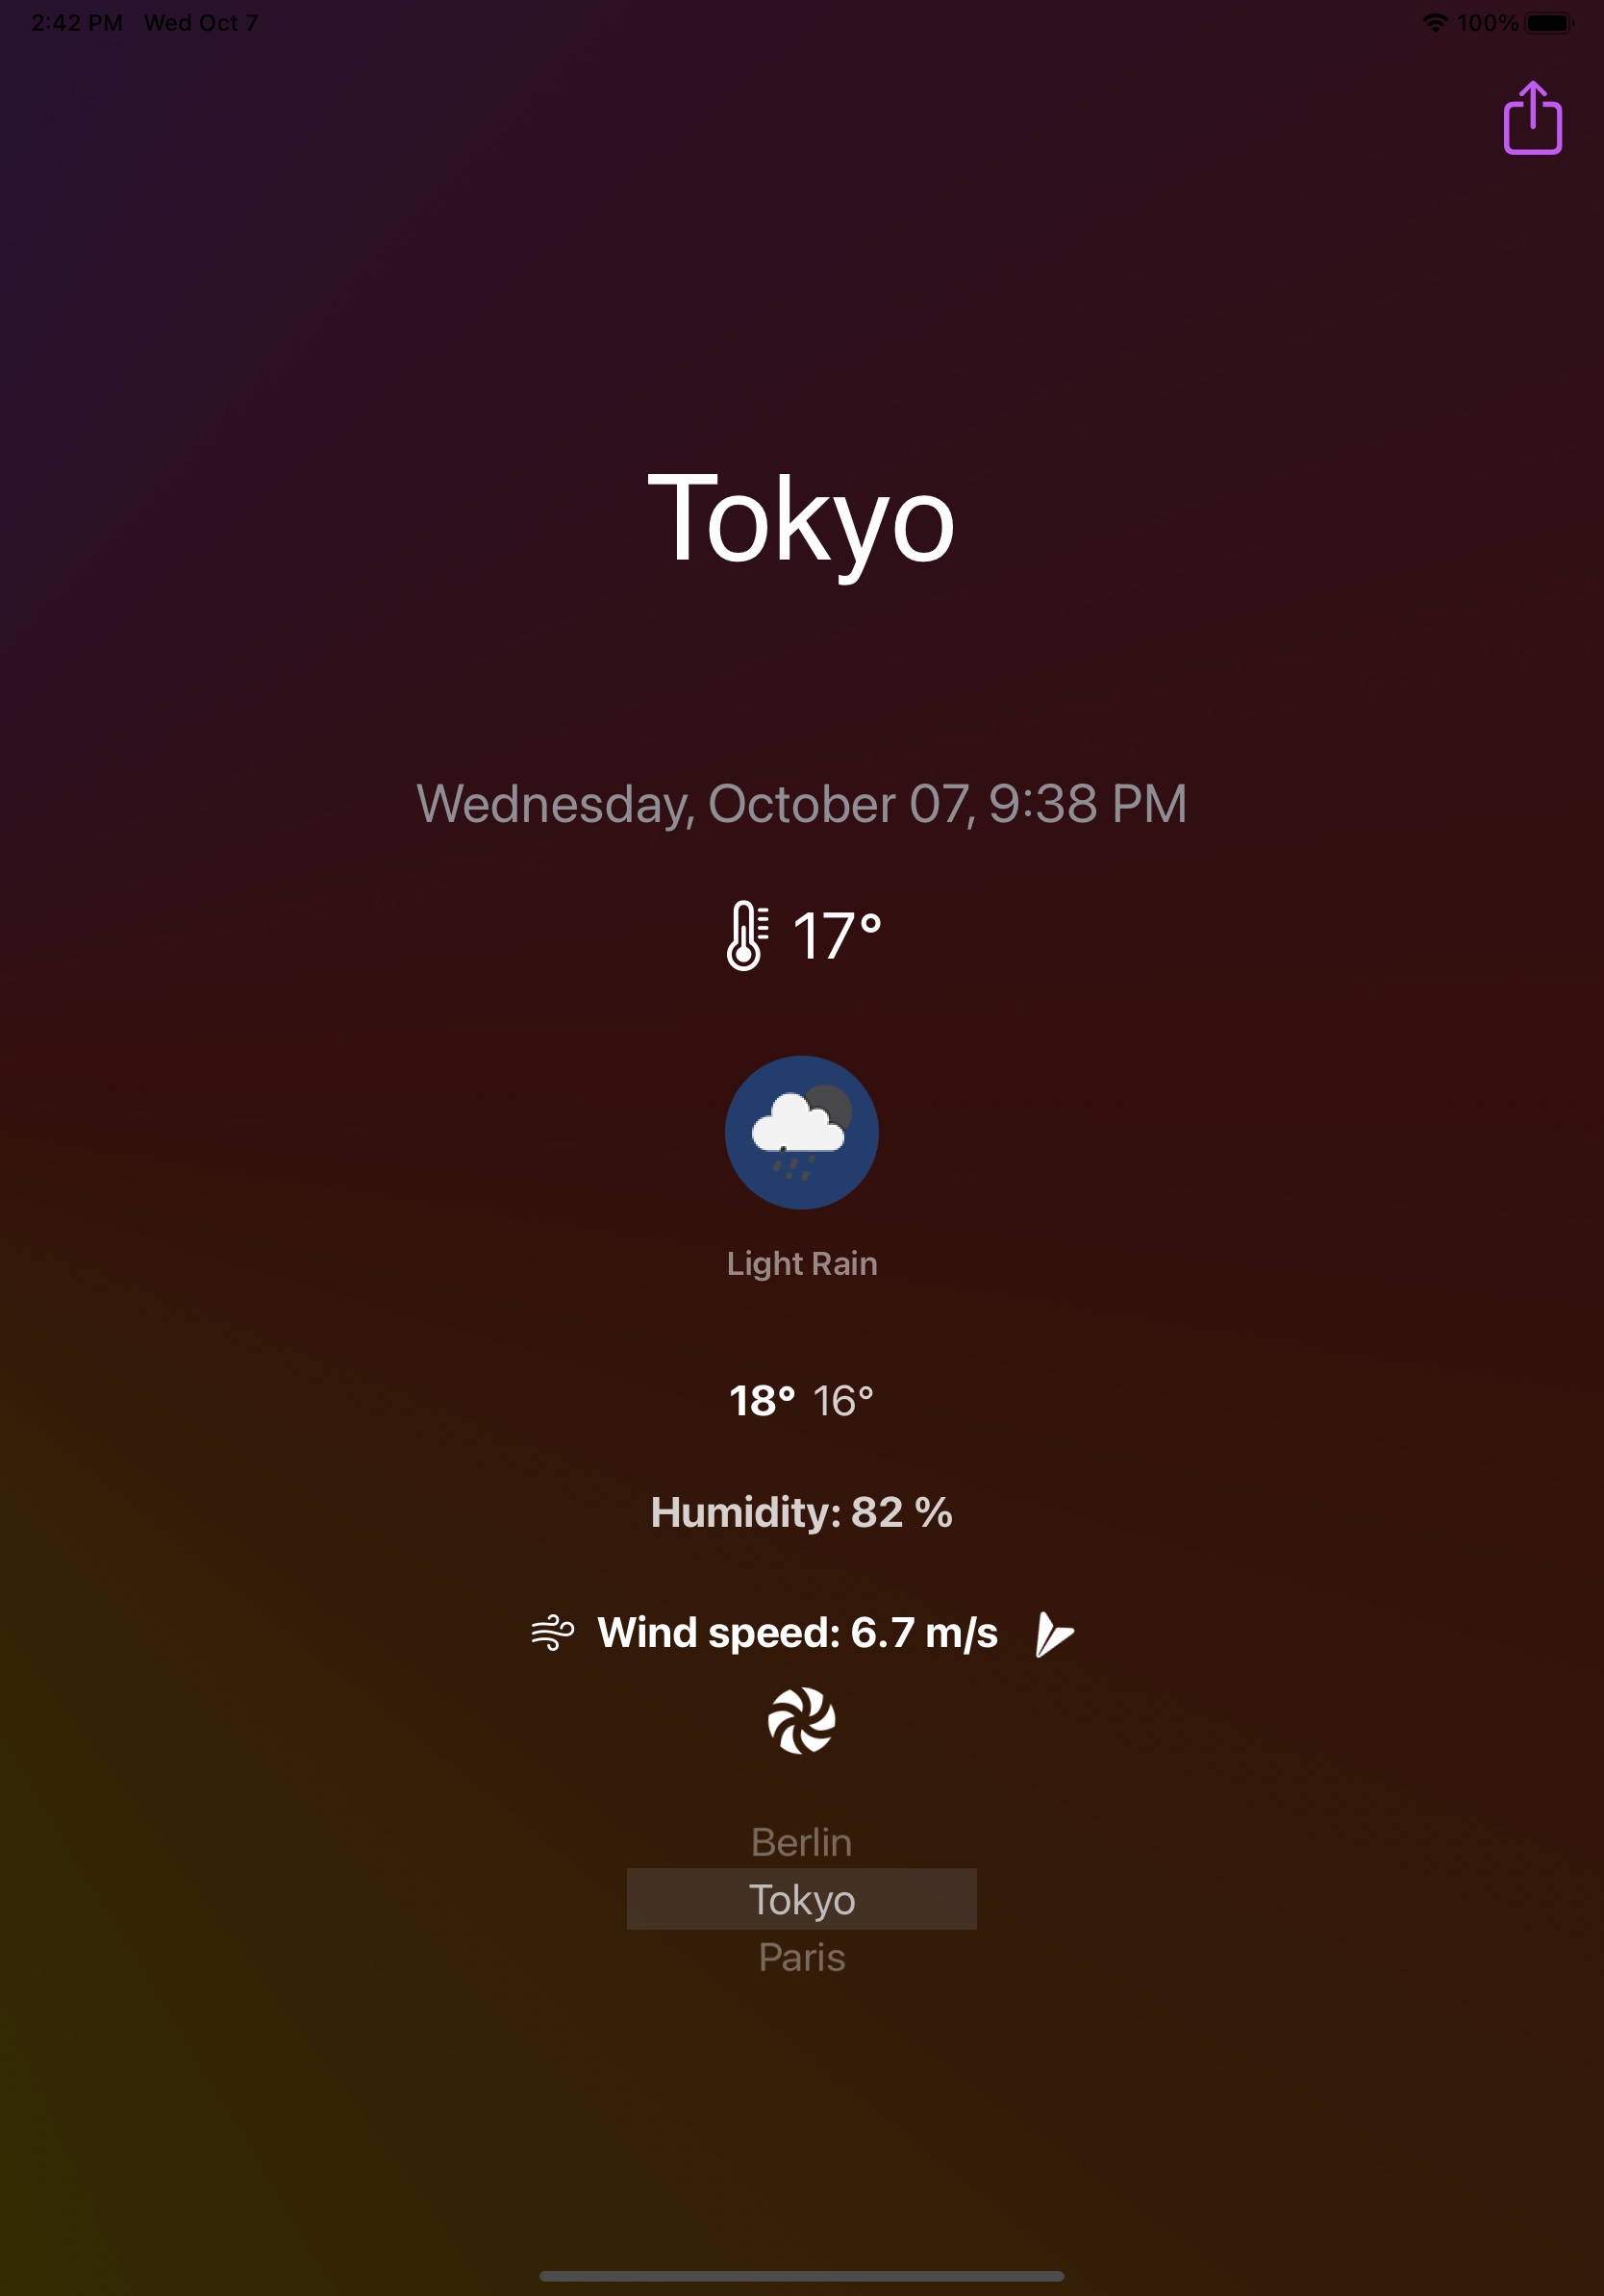 2:42 PM Wed Oct 7 100%
Tokyo
Wednesday, October 07, 9:38 PM
17°
Light Rain
18° 16°
Humidity: 82 %
Wind speed: 6.7 m/s
Berlin
Tokyo
Paris